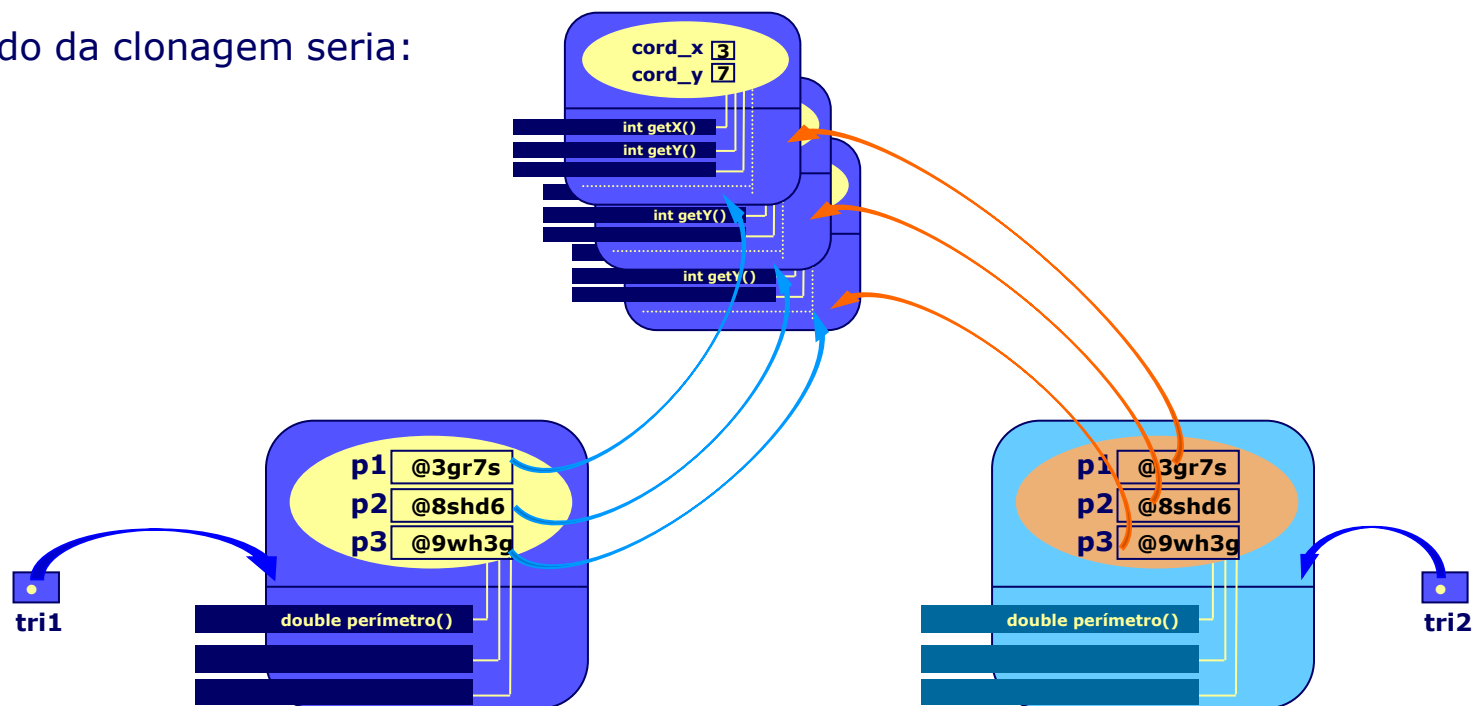 do da clonagem seria:
cord_x 3
cord_y 7
int getX()
int getY()
int getY()
int getY()
p1 @3gr7s
p2 @8shd6
p3 @9wh3g
double perímetro()
tri1
p1 @3gr7s
p2 @8shd6
p3 @9wh3g
double perímetro()
tri2